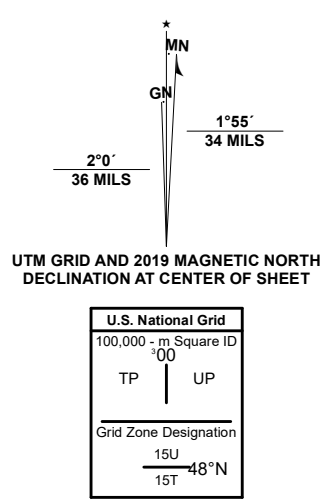 ★
MN
GN
1°55´
34 MILS
2°0´
36 MILS
UTM GRID AND 2019 MAGNETIC NORTH
DECLINATION AT CENTER OF SHEET
U.S. National Grid
100,000 - m Square ID
³00
TP UP
Grid Zone Designation
15U
48°N
15T